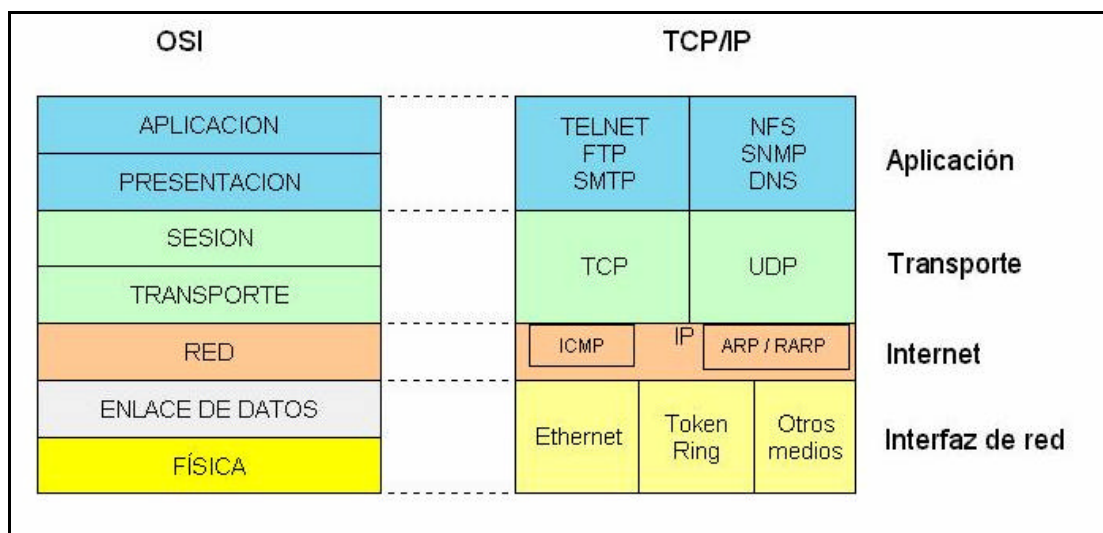 OSI
TCP/IP
APLICACION
PRESENTACION
SESION
TRANSPORTE
RED
ENLACE DE DATOS
FÍSICA
TELNET
FTP
SMTP
NFS
SNMP
DNS
Aplicación
TCP
UDP
Transporte
ICMP
IP
ARP / RARP
Internet
Ethernet
Token
Ring
Otros
medios
Interfaz de red